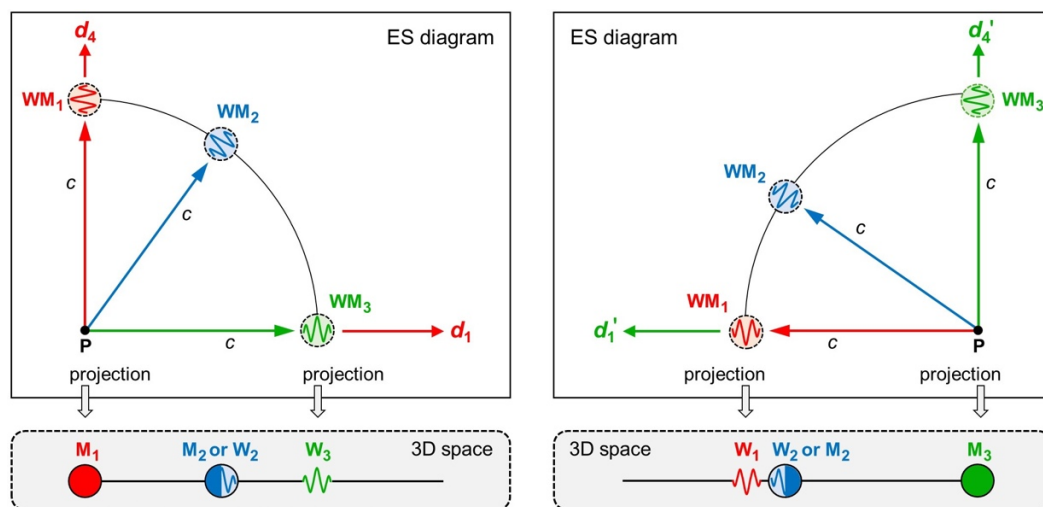 d₄
ES diagram
WM₁
WM₂
c
c
WM₃
P
c
d₁
projection
projection
M₁
M₂ or W₂
W₃
3D space
ES diagram
d₄'
WM₃
WM₂
c
c
WM₁
d₁'
c
P
projection
projection
3D space
W₁
W₂ or M₂
M₃